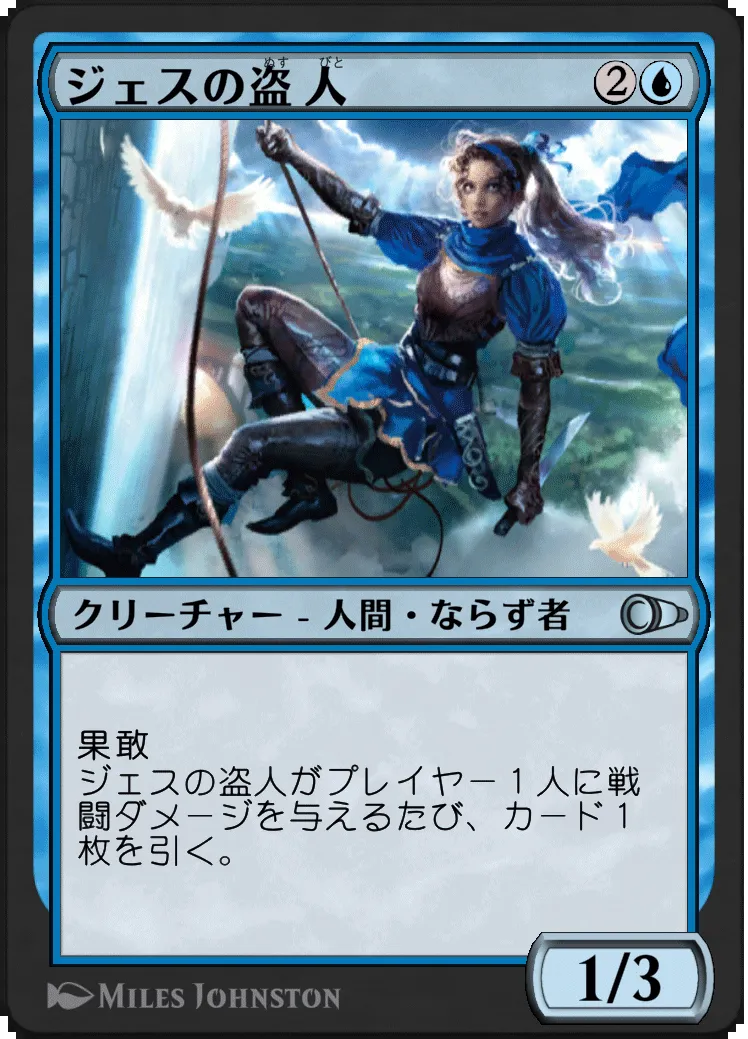 ジェスの盗人
ぬす びと
2
クリーチャー - 人間・ならず者
果敢
ジェスの盗人がプレイヤー１人に戦
闘ダメージを与えるたび、カード１
枚を引く。
1/3
MILES JOHNSTON